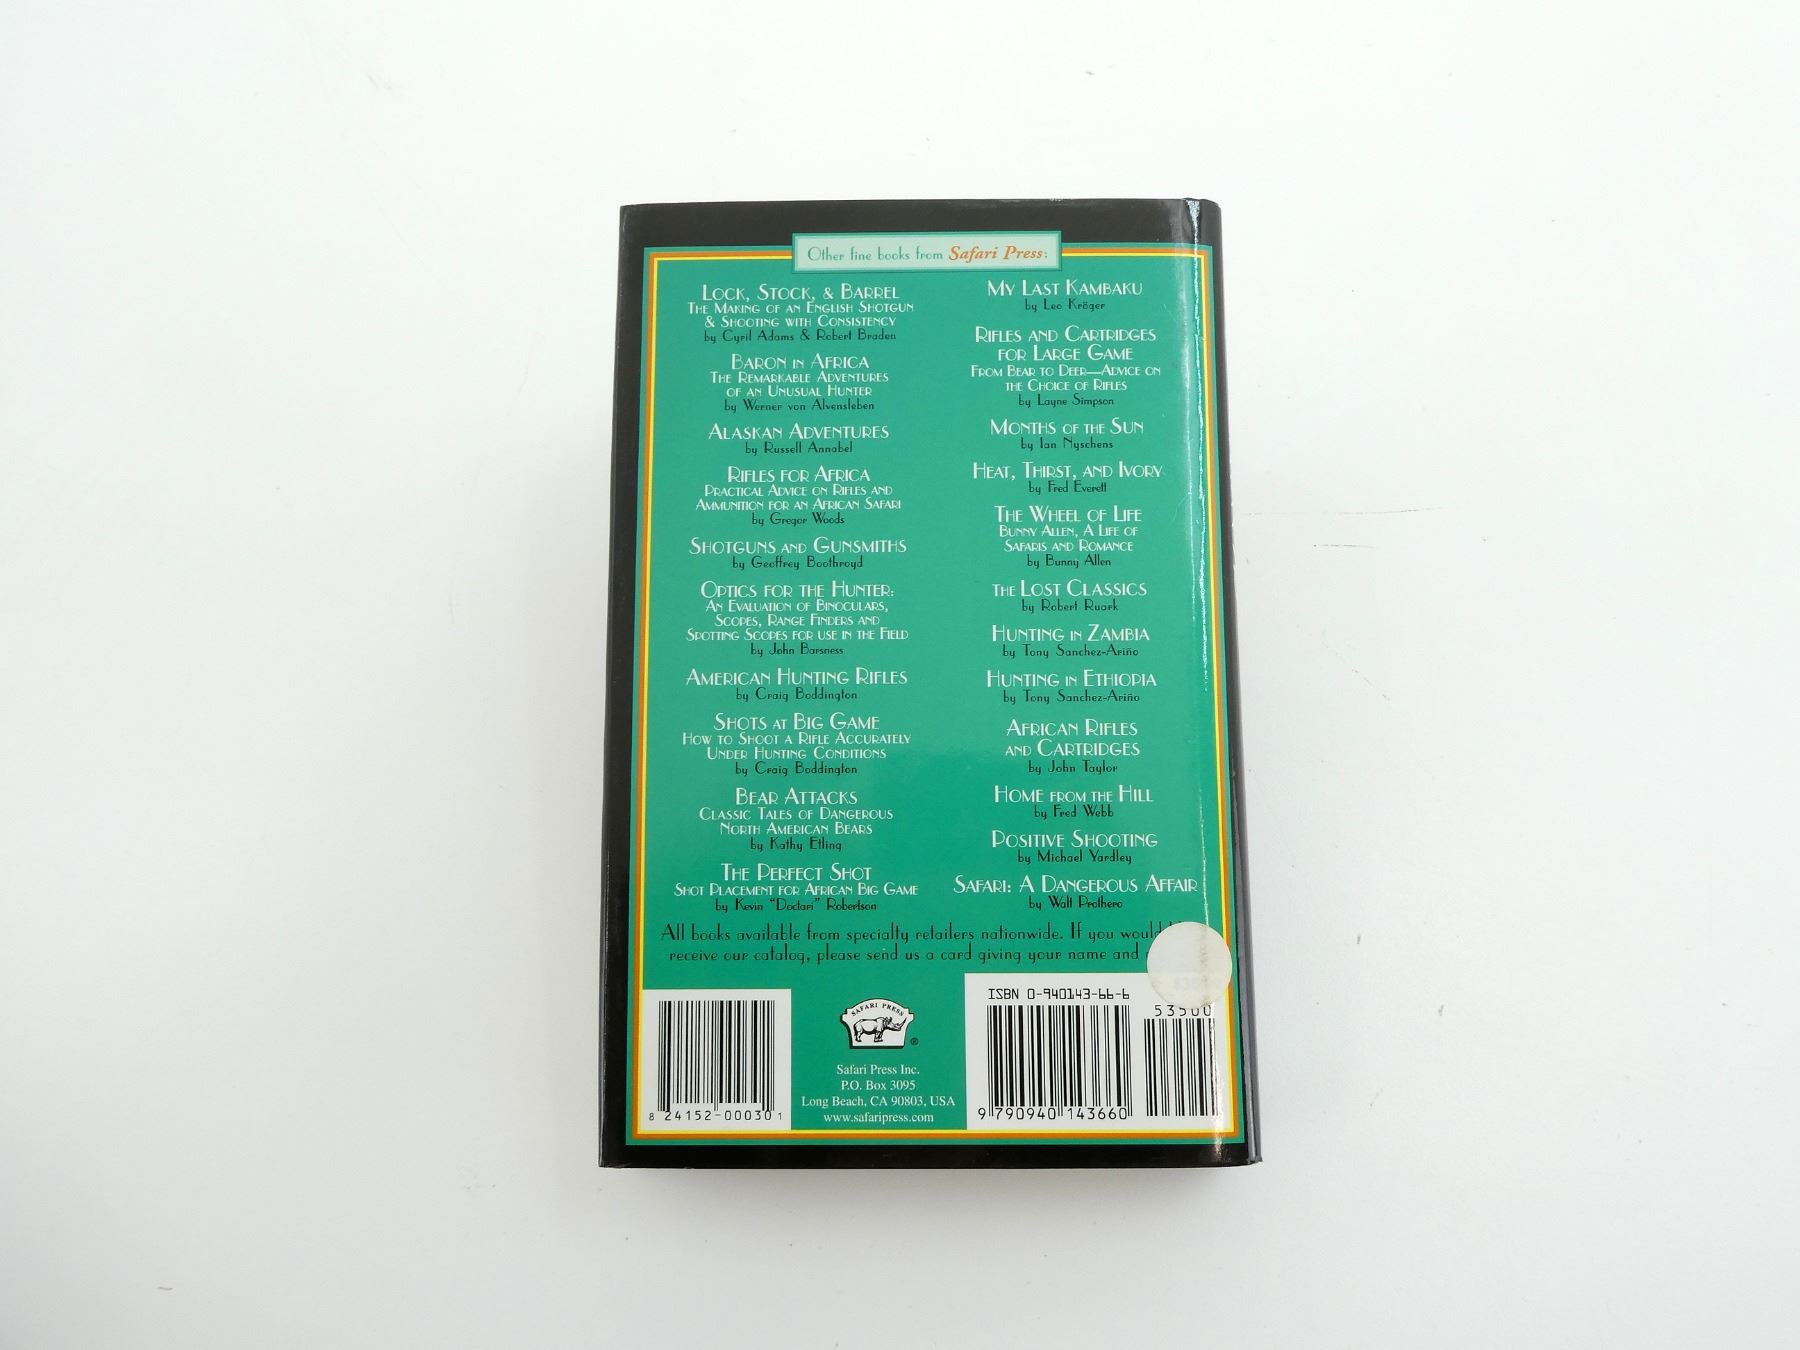 Other fine books from Safari Press:
LOCK, STOCK, & BARREL
THE MAKING OF AN ENGLISH SHOTGUN
& SHOOTING WITH CONSISTENCY
by Cyril Adams & Robert Braden
BARON IN AFRICA
THE REMARKABLE ADVENTURES
OF AN UNUSUAL HUNTER
by Werner von Alvensleben
ALASKAN ADVENTURES
by Russell Annabel
RIFLES FOR AFRICA
PRACTICAL ADVICE ON RIFLES AND
AMMUNITION FOR AN AFRICAN SAFARI
by Gregor Woods
SHOTGUNS AND GUNSMITHS
by Geoffrey Boothroyd
OPTICS FOR THE HUNTER:
AN EVALUATION OF BINOCULARS,
SCOPES, RANGE FINDERS AND
SPOTTING SCOPES FOR USE IN THE FIELD
by John Barsness
AMERICAN HUNTING RIFLES
by Craig Boddington
SHOTS AT BIG GAME
HOW TO SHOOT A RIFLE ACCURATELY
UNDER HUNTING CONDITIONS
by Craig Boddington
BEAR ATTACKS
CLASSIC TALES OF DANGEROUS
NORTH AMERICAN BEARS
by Kathy Etling
THE PERFECT SHOT
SHOT PLACEMENT FOR AFRICAN BIG GAME
by Kevin "Doctari" Robertson
MY LAST KAMBAKU
by Leo Kröger
RIFLES AND CARTRIDGES
FOR LARGE GAME
FROM BEAR TO DEER—ADVICE ON
THE CHOICE OF RIFLES
by Layne Simpson
MONTHS OF THE SUN
by Ian Nyschens
HEAT, THIRST, AND IVORY
by Fred Everett
THE WHEEL OF LIFE
BUNNY ALLEN, A LIFE OF
SAFARIS AND ROMANCE
by Bunny Allen
THE LOST CLASSICS
by Robert Ruark
HUNTING IN ZAMBIA
by Tony Sanchez-Ariño
HUNTING IN ETHIOPIA
by Tony Sanchez-Ariño
AFRICAN RIFLES
AND CARTRIDGES
by John Taylor
HOME FROM THE HILL
by Fred Webb
POSITIVE SHOOTING
by Michael Yardley
SAFARI: A DANGEROUS AFFAIR
by Walt Prothero
All books available from specialty retailers nationwide. If you would
receive our catalog, please send us a card giving your name and
8 24152-00030 1
SAFARI PRESS
®
Safari Press Inc.
P.O. Box 3095
Long Beach, CA 90803, USA
www.safaripress.com
ISBN 0-940143-66-6
9 790940 143660
53500